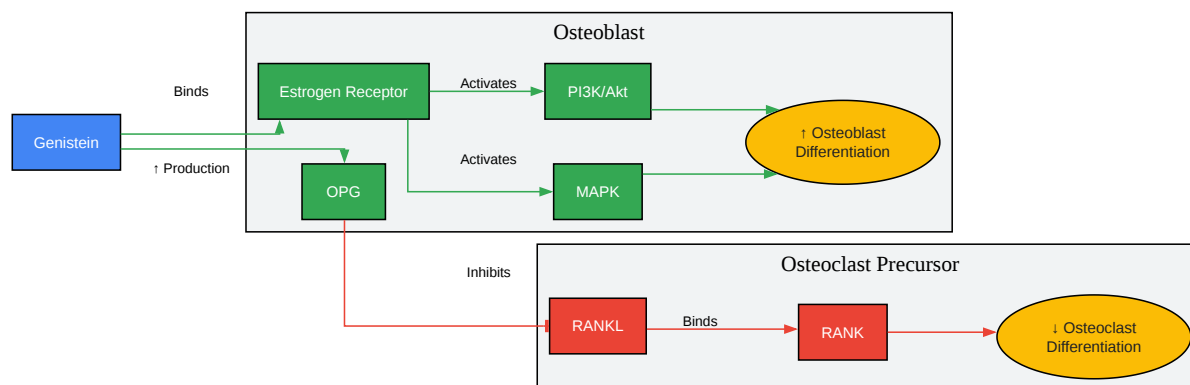 Osteoblast
Binds
Estrogen Receptor
Activates
PI3K/Akt
Genistein
↑ Osteoblast
Differentiation
↑ Production
OPG
Activates
MAPK
Inhibits
Osteoclast Precursor
RANKL
Binds
RANK
↓ Osteoclast
Differentiation